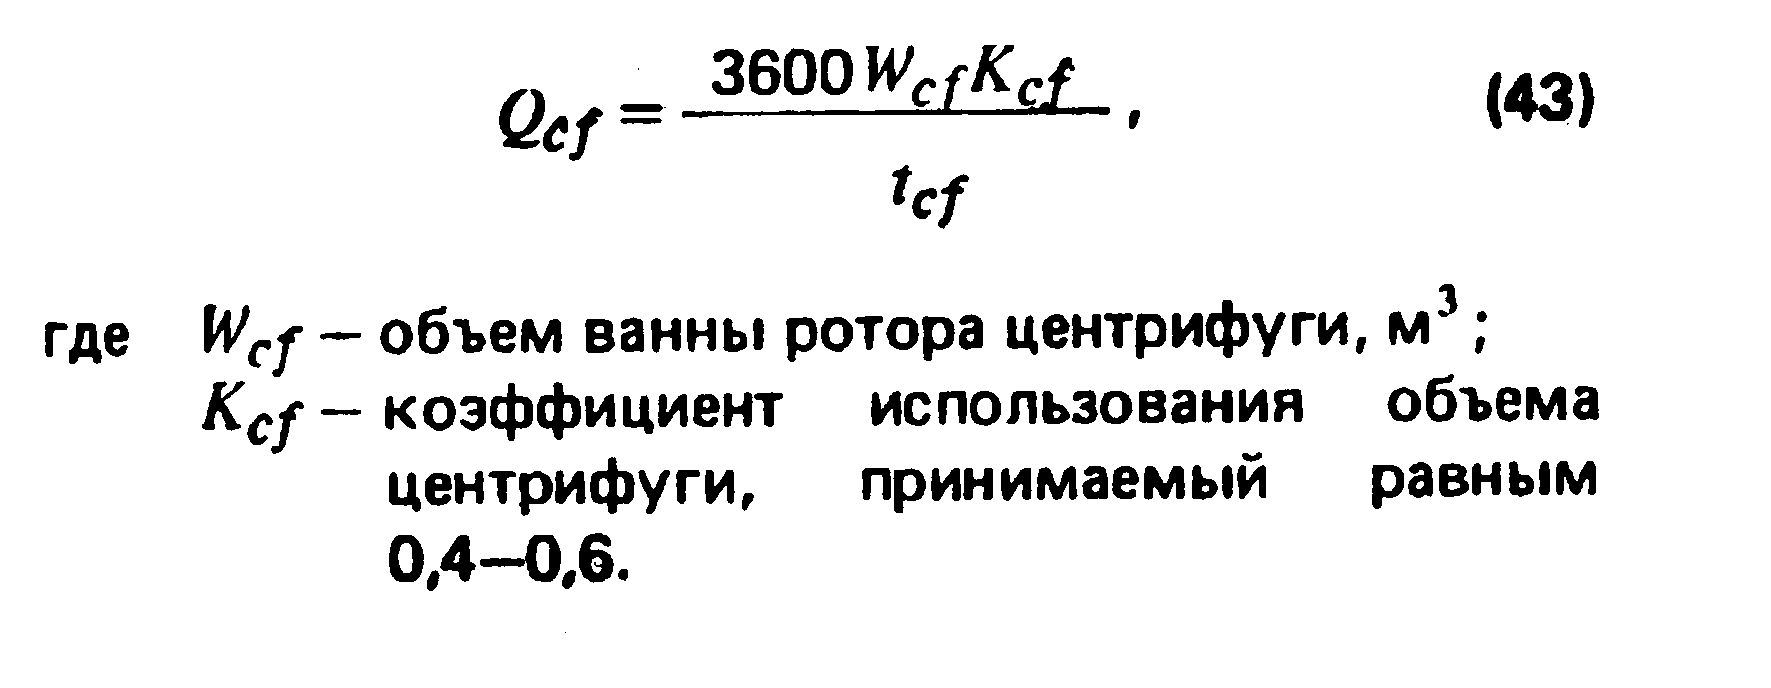 Q_cf = 3600 W_cf K_cf / t_cf , (43)
где W_cf — объем ванны ротора центрифуги, м³;
K_cf — коэффициент использования объема
центрифуги, принимаемый равным
0,4—0,6.